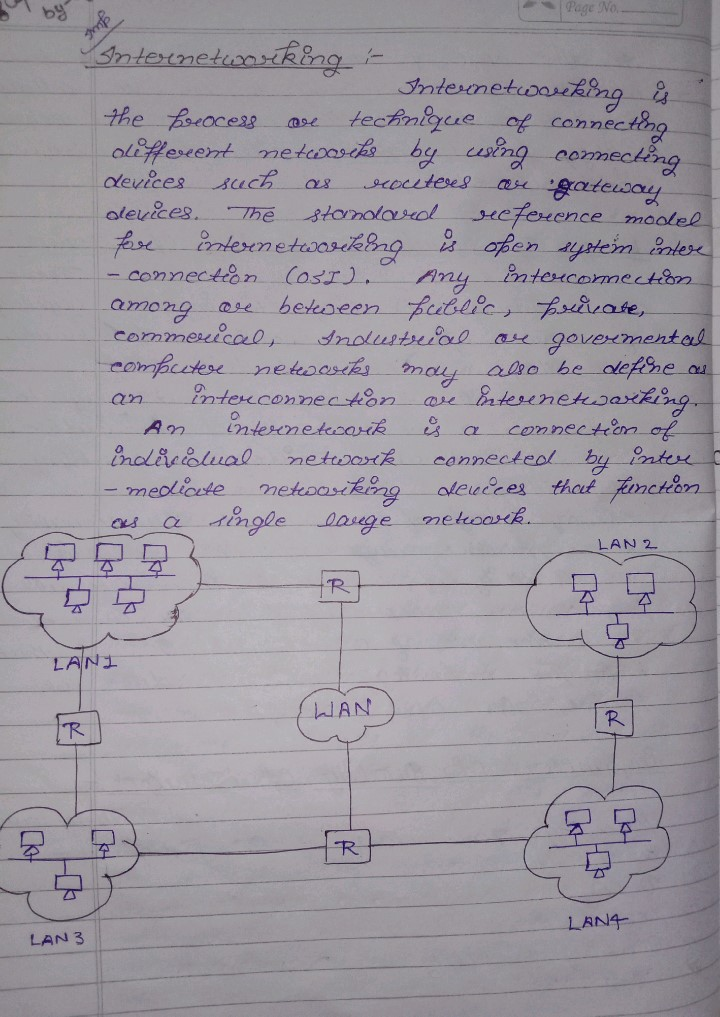 by-
Page No.
Imp
Internetworking :-
Internetworking is
the process or technique of connecting
different networks by using connecting
devices such as routers or gateway
devices. The standard reference model
for internetworking is open system inter
- connection (OSI). Any interconnection
among or between public, private,
commerical, Industrial or govermental
computer networks may also be define as
an interconnection or internetworking.
An internetwork is a connection of
individual network connected by inter
- mediate networking devices that function
as a single large network.
LAN 2
R
LAN1
WAN
R
R
R
LAN4
LAN 3